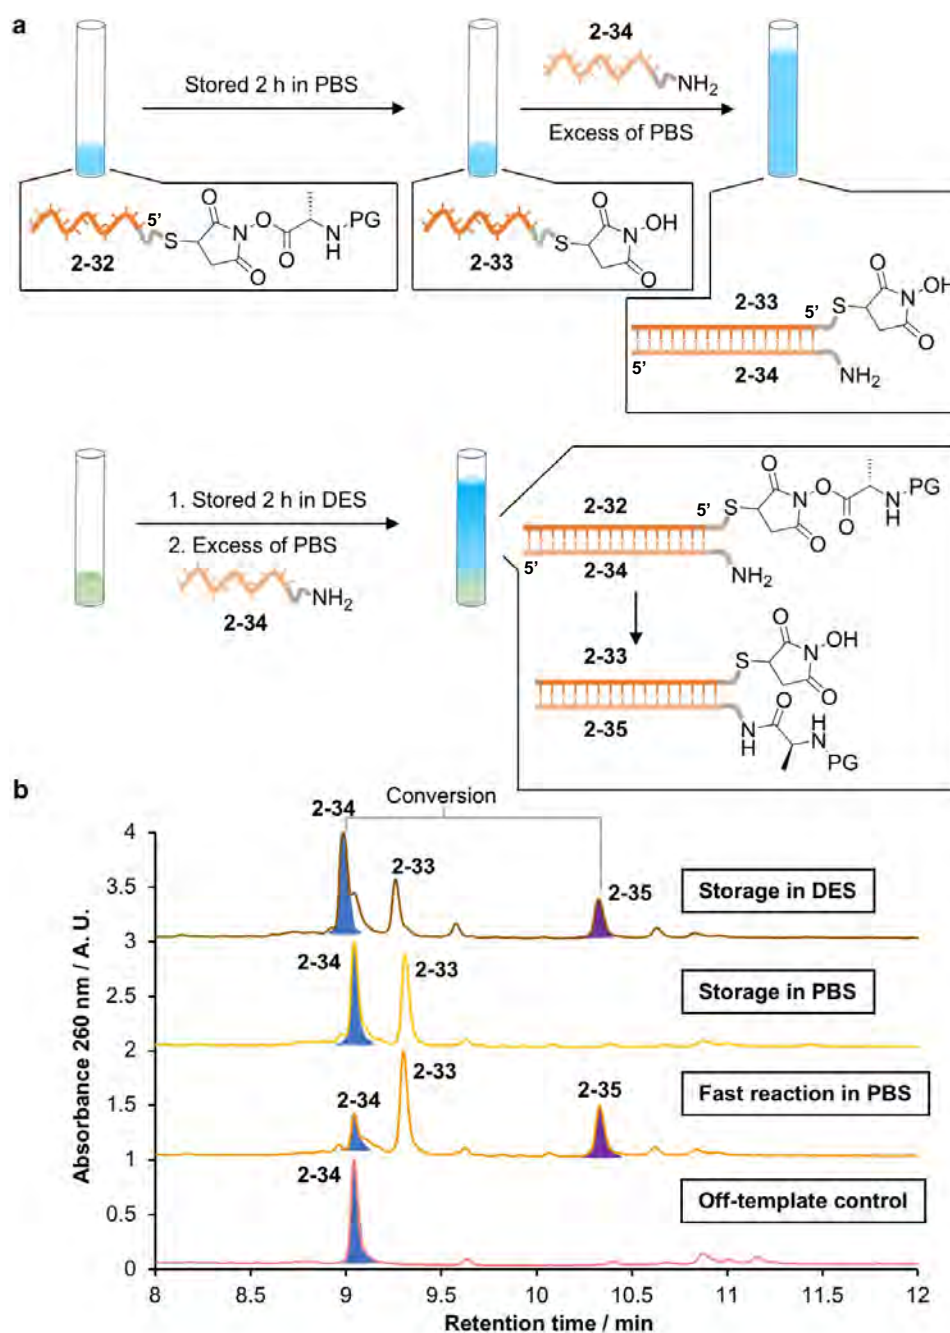 a
2-34
NH2
Stored 2 h in PBS
Excess of PBS
5'
S
O
N
O
O
O
N
H
PG
2-32
S
O
N
OH
O
2-33
2-33
5'
S
O
N
OH
O
5'
2-34
NH2
1. Stored 2 h in DES
2. Excess of PBS
2-34
NH2
2-32
5'
S
O
N
O
O
O
N
H
PG
5'
2-34
NH2
2-33
S
O
N
OH
O
2-35
N
H
O
H
N
PG
b
Conversion
2-34
2-33
2-35
Storage in DES
2-34
2-33
Storage in PBS
2-34
2-33
2-35
Fast reaction in PBS
2-34
Off-template control
Absorbance 260 nm / A. U.
4
3.5
3
2.5
2
1.5
1
0.5
0
8
8.5
9
9.5
10
10.5
11
11.5
12
Retention time / min